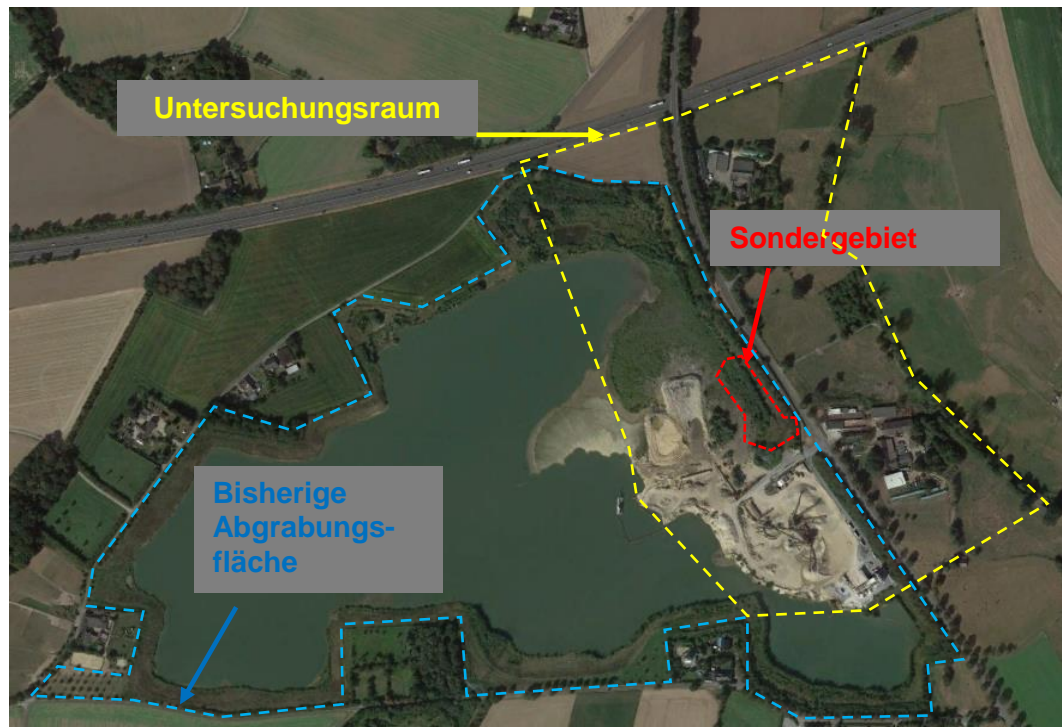 Untersuchungsraum
Sondergebiet
Bisherige
Abgrabungs-
fläche